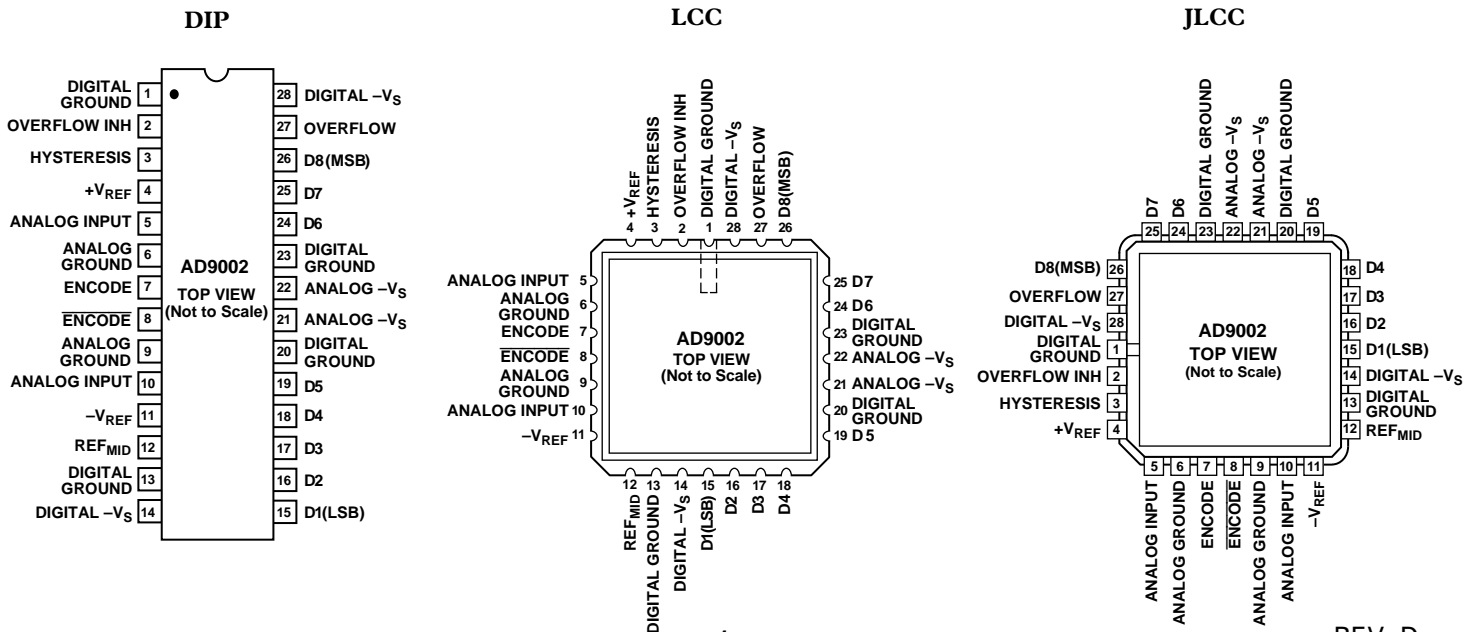 DIP
DIGITAL
GROUND 1
OVERFLOW INH 2
HYSTERESIS 3
+VREF 4
ANALOG INPUT 5
ANALOG
GROUND 6
ENCODE 7
ENCODE 8
ANALOG
GROUND 9
ANALOG INPUT 10
–VREF 11
REFMID 12
DIGITAL
GROUND 13
DIGITAL –VS 14
AD9002
TOP VIEW
(Not to Scale)
28 DIGITAL –VS
27 OVERFLOW
26 D8(MSB)
25 D7
24 D6
23 DIGITAL
GROUND
22 ANALOG –VS
21 ANALOG –VS
20 DIGITAL
GROUND
19 D5
18 D4
17 D3
16 D2
15 D1(LSB)
LCC
4 +VREF
3 HYSTERESIS
2 OVERFLOW INH
1 DIGITAL GROUND
28 DIGITAL –VS
27 OVERFLOW
26 D8(MSB)
ANALOG INPUT 5
ANALOG
GROUND 6
ENCODE 7
ENCODE 8
ANALOG
GROUND 9
ANALOG INPUT 10
–VREF 11
AD9002
TOP VIEW
(Not to Scale)
25 D7
24 D6
23 DIGITAL
GROUND
22 ANALOG –VS
21 ANALOG –VS
20 DIGITAL
GROUND
19 D5
12 REFMID
13 DIGITAL GROUND
14 DIGITAL –VS
15 D1(LSB)
16 D2
17 D3
18 D4
JLCC
25 D7
24 D6
23 DIGITAL GROUND
22 ANALOG –VS
21 ANALOG –VS
20 DIGITAL GROUND
19 D5
D8(MSB) 26
OVERFLOW 27
DIGITAL –VS 28
DIGITAL
GROUND 1
OVERFLOW INH 2
HYSTERESIS 3
+VREF 4
AD9002
TOP VIEW
(Not to Scale)
18 D4
17 D3
16 D2
15 D1(LSB)
14 DIGITAL –VS
13 DIGITAL
GROUND
12 REFMID
5 ANALOG INPUT
6 ANALOG GROUND
7 ENCODE
8 ENCODE
9 ANALOG GROUND
10 ANALOG INPUT
11 –VREF